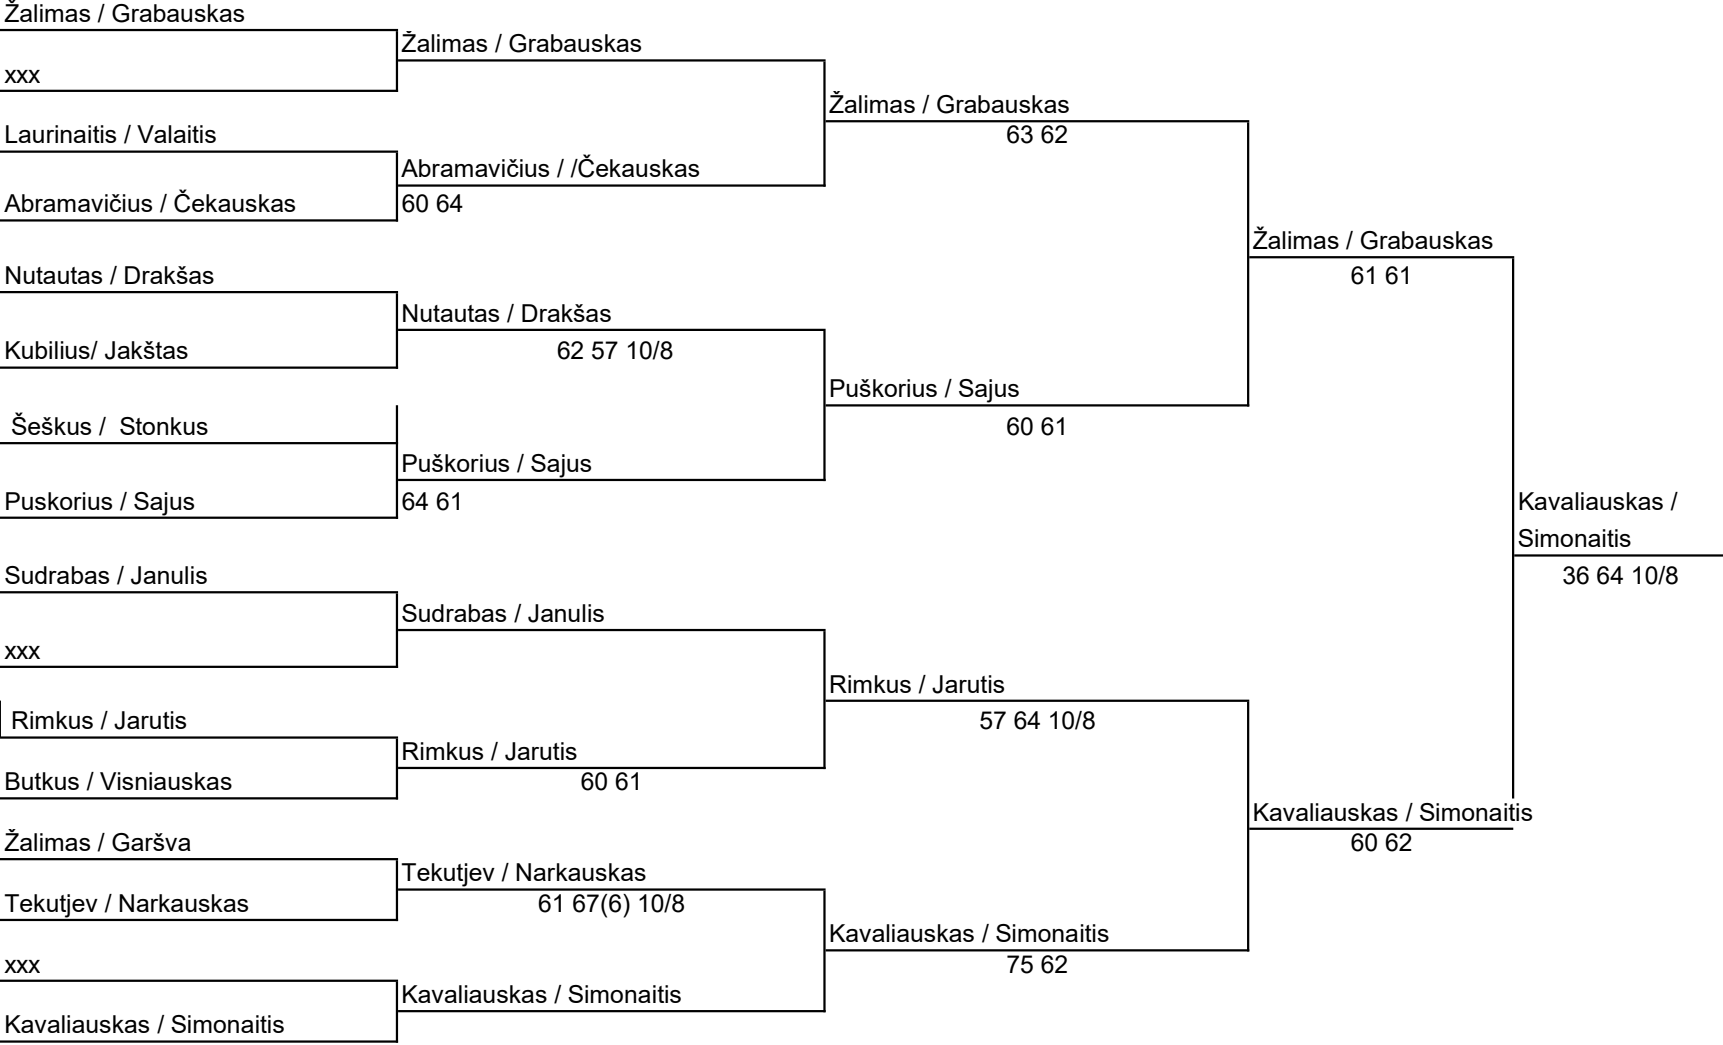 Žalimas / Grabauskas
Žalimas / Grabauskas
xxx
Žalimas / Grabauskas
63 62
Laurinaitis / Valaitis
Abramavičius / /Čekauskas
Abramavičius / Čekauskas
60 64
Žalimas / Grabauskas
61 61
Nutautas / Drakšas
Nutautas / Drakšas
Kubilius/ Jakštas
62 57 10/8
Puškorius / Sajus
60 61
Šeškus /  Stonkus
Puškorius / Sajus
Puskorius / Sajus
64 61
Kavaliauskas /
Simonaitis
36 64 10/8
Sudrabas / Janulis
Sudrabas / Janulis
xxx
Rimkus / Jarutis
57 64 10/8
Rimkus / Jarutis
Rimkus / Jarutis
Butkus / Visniauskas
60 61
Kavaliauskas / Simonaitis
60 62
Žalimas / Garšva
Tekutjev / Narkauskas
Tekutjev / Narkauskas
61 67(6) 10/8
Kavaliauskas / Simonaitis
75 62
xxx
Kavaliauskas / Simonaitis
Kavaliauskas / Simonaitis